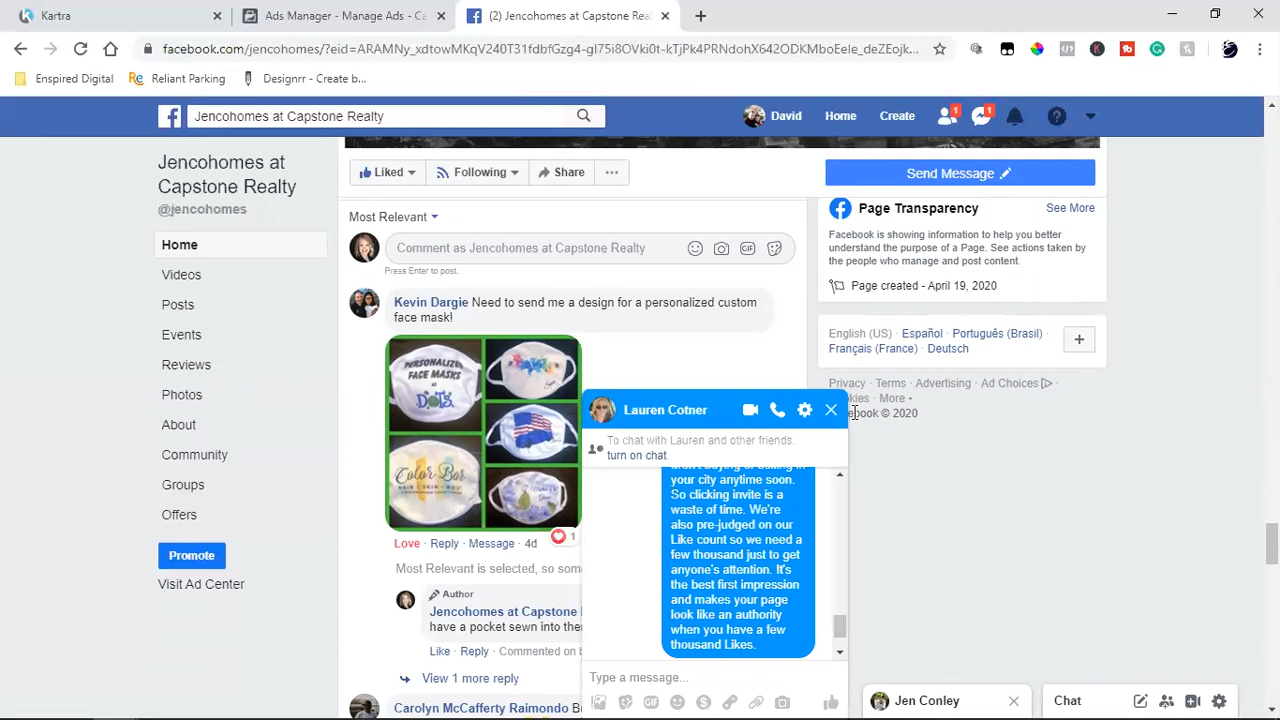 Kartra
Ads Manager - Manage Ads - C
(2) Jencohomes at Capstone Rea
facebook.com/jencohomes/?eid=ARAMNy_xdtowMKqV240T31fdbfGzg4-gI75i8OVki0t-kTjPk4PRNdohX642ODKMboEele_deZEojk...
Enspired Digital
Reliant Parking
Designrr - Create b...
Jencohomes at Capstone Realty
David
Home
Create
1
1
Jencohomes at
Capstone Realty
@jencohomes
Home
Videos
Posts
Events
Reviews
Photos
About
Community
Groups
Offers
Promote
Visit Ad Center
Liked
Following
Share
Send Message
Most Relevant
Comment as Jencohomes at Capstone Realty
GIF
Press Enter to post.
Kevin Dargie Need to send me a design for a personalized custom
face mask!
PERSONALIZED
FACE MASKS
at
DOTS
COLOR BAR
HAIR • SKIN • NAILS
Love · Reply · Message · 4d
1
Most Relevant is selected, so som
Author
Jencohomes at Capstone
have a pocket sewn into the
Like · Reply · Commented on b
View 1 more reply
Carolyn McCafferty Raimondo B
Page Transparency
See More
Facebook is showing information to help you better
understand the purpose of a Page. See actions taken by
the people who manage and post content.
Page created - April 19, 2020
English (US) · Español · Português (Brasil) ·
Français (France) · Deutsch
Privacy · Terms · Advertising · Ad Choices ·
okies · More
ebook © 2020
Lauren Cotner
To chat with Lauren and other friends,
turn on chat
aren't buying or selling in
your city anytime soon.
So clicking invite is a
waste of time. We're
also pre-judged on our
Like count so we need a
few thousand just to get
anyone's attention. It's
the best first impression
and makes your page
look like an authority
when you have a few
thousand Likes.
Type a message...
GIF
Jen Conley
Chat